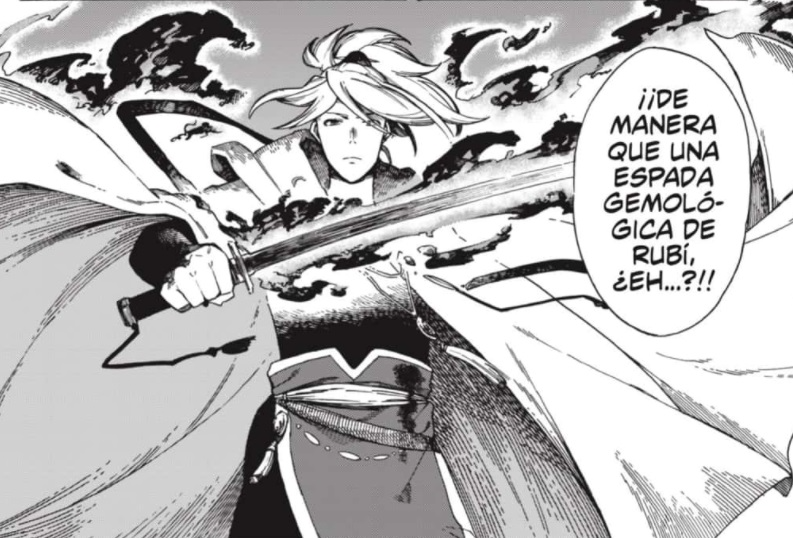 ¡¡DE
MANERA
QUE UNA
ESPADA
GEMOLÓ-
GICA DE
RUBÍ,
¿EH...?!!